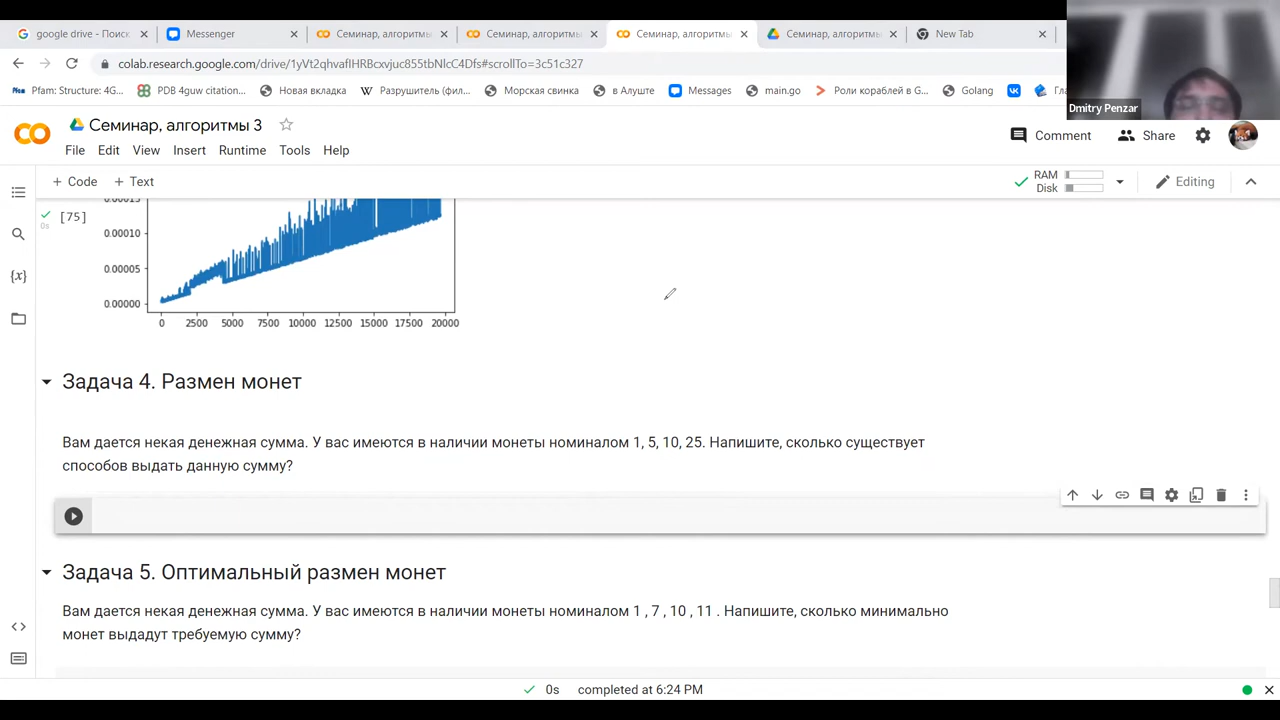 google drive - Поиск
Messenger
Семинар, алгоритмы
Семинар, алгоритмы
Семинар, алгоритмы
Семинар, алгоритмы
New Tab
colab.research.google.com/drive/1yVt2qhvafIHRBcxvjuc855tbNlcC4Dfs#scrollTo=3c51c327
Pfam: Structure: 4G...
PDB 4guw citation...
Новая вкладка
Разрушитель (фил...
Морская свинка
в Алуште
Messages
main.go
Роли кораблей в G...
Golang
Dmitry Penzar
Семинар, алгоритмы 3
File Edit View Insert Runtime Tools Help
Comment
Share
+ Code + Text
RAM
Disk
Editing
[75]
0s
0.00010
0.00005
0.00000
0 2500 5000 7500 10000 12500 15000 17500 20000
Задача 4. Размен монет
Вам дается некая денежная сумма. У вас имеются в наличии монеты номиналом 1, 5, 10, 25. Напишите, сколько существует
способов выдать данную сумму?
Задача 5. Оптимальный размен монет
Вам дается некая денежная сумма. У вас имеются в наличии монеты номиналом 1 , 7 , 10 , 11 . Напишите, сколько минимально
монет выдадут требуемую сумму?
0s completed at 6:24 PM